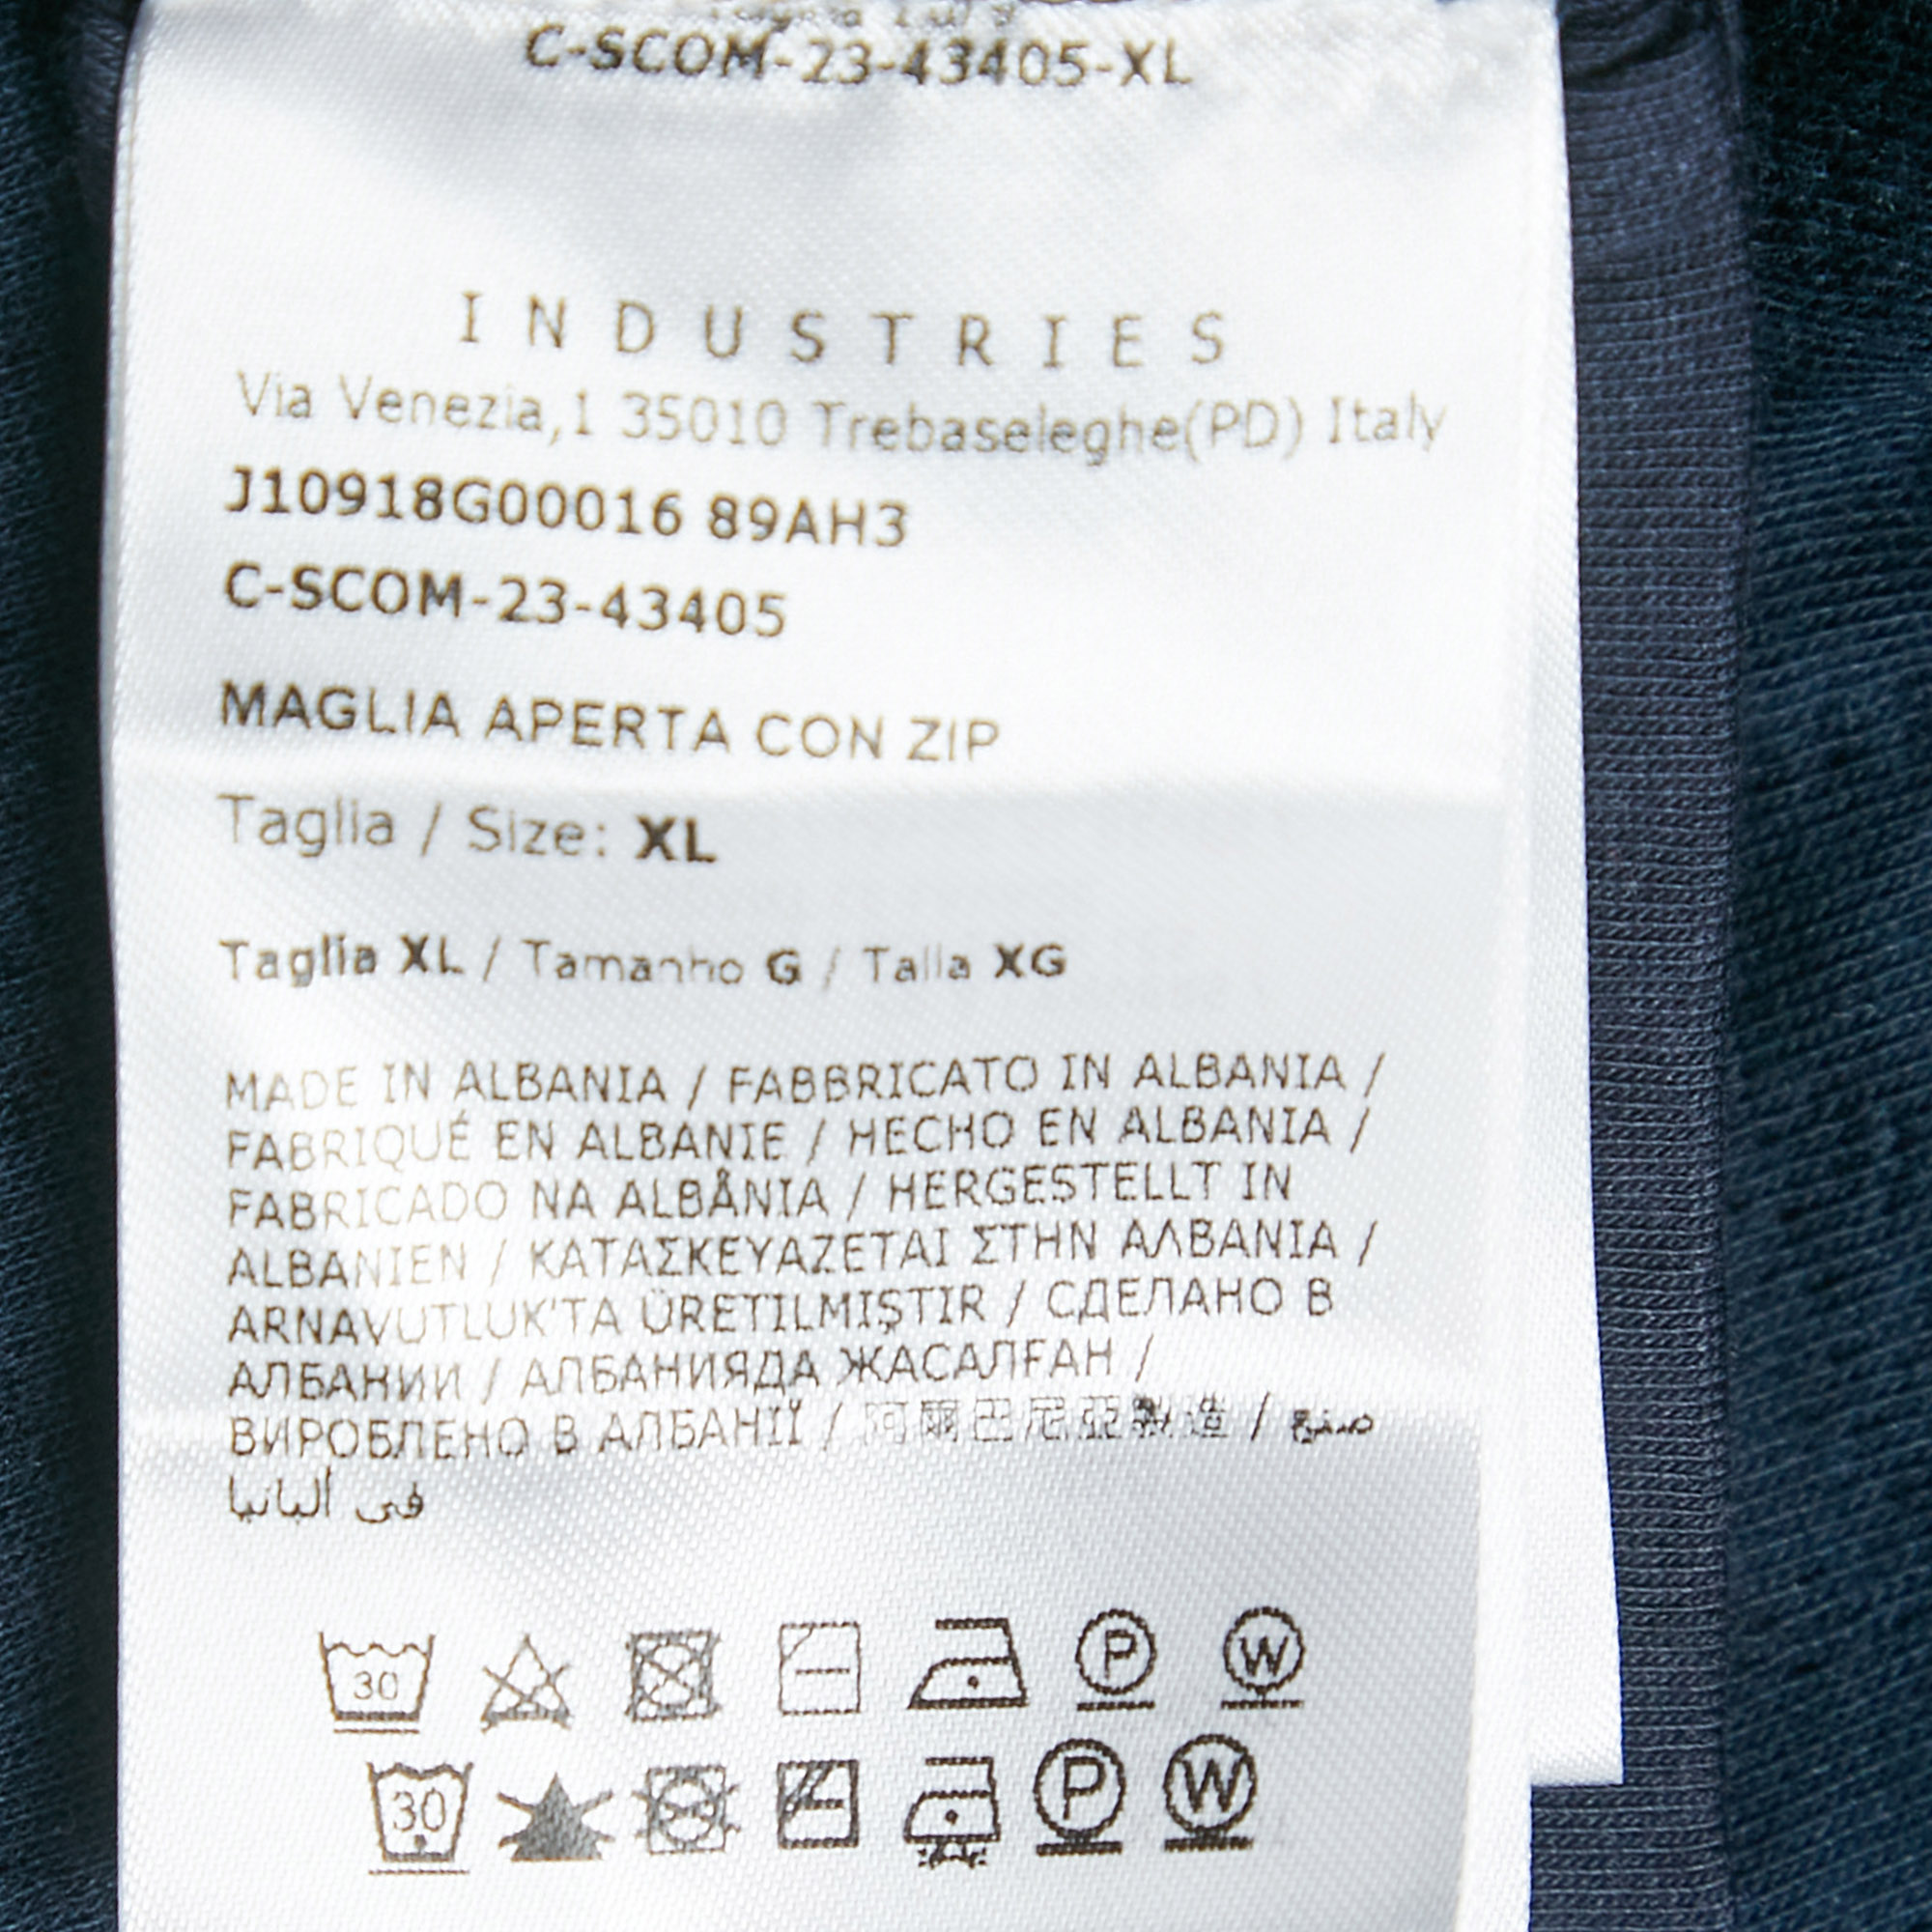 C-SCOM-23-43405-XL
INDUSTRIES
Via Venezia,1 35010 Trebaseleghe(PD) Italy
J10918G00016 89AH3
C-SCOM-23-43405
MAGLIA APERTA CON ZIP
Taglia / Size: XL
Taglia XL / Tamanho G / Talla XG
MADE IN ALBANIA / FABBRICATO IN ALBANIA /
FABRIQUÉ EN ALBANIE / HECHO EN ALBANIA /
FABRICADO NA ALBÂNIA / HERGESTELLT IN
ALBANIEN / ΚΑΤΑΣΚΕΥΑΖΕΤΑΙ ΣΤΗΝ ΑΛΒΑΝΙΑ /
ARNAVUTLUK'TA ÜRETILMIŞTIR / СДЕЛАНО В
АЛБАНИИ / АЛБАНИЯДА ЖАСАЛҒАН /
ВИРОБЛЕНО В АЛБАНІЇ / 阿爾巴尼亞製造 / صنع
في ألبانيا
30 P W
30 P W